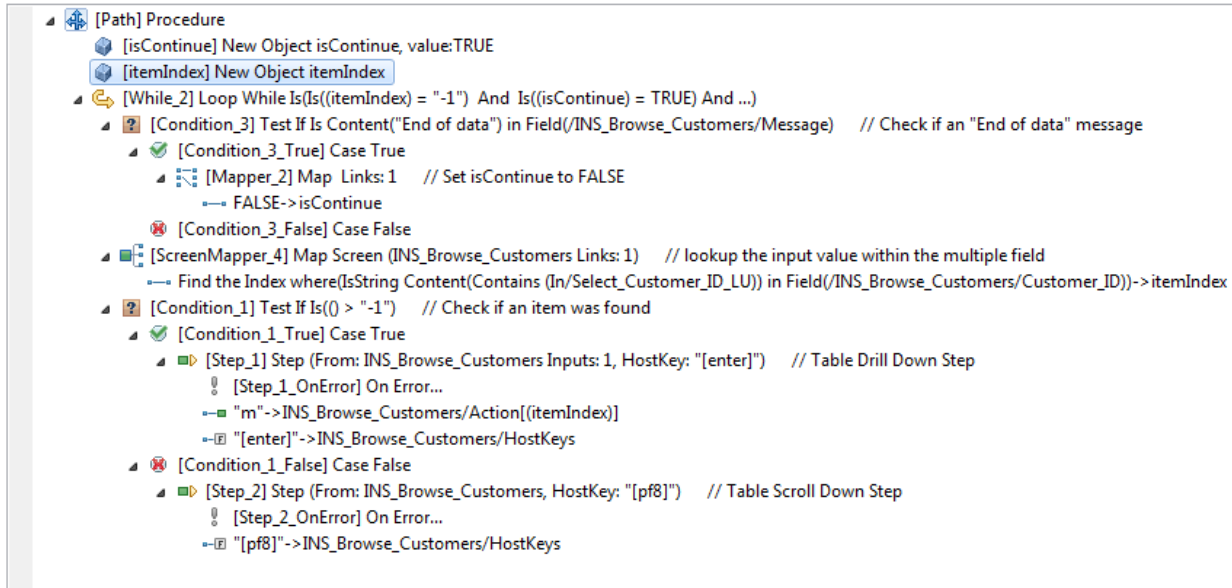 [Path] Procedure
[isContinue] New Object isContinue, value:TRUE
[itemIndex] New Object itemIndex
[While_2] Loop While Is(Is((itemIndex) = "-1") And Is((isContinue) = TRUE) And ...)
[Condition_3] Test If Is Content("End of data") in Field(/INS_Browse_Customers/Message) // Check if an "End of data" message
[Condition_3_True] Case True
[Mapper_2] Map Links: 1 // Set isContinue to FALSE
FALSE->isContinue
[Condition_3_False] Case False
[ScreenMapper_4] Map Screen (INS_Browse_Customers Links: 1) // lookup the input value within the multiple field
Find the Index where(IsString Content(Contains (In/Select_Customer_ID_LU)) in Field(/INS_Browse_Customers/Customer_ID))->itemIndex
[Condition_1] Test If Is(() > "-1") // Check if an item was found
[Condition_1_True] Case True
[Step_1] Step (From: INS_Browse_Customers Inputs: 1, HostKey: "[enter]") // Table Drill Down Step
[Step_1_OnError] On Error...
"m"->INS_Browse_Customers/Action[(itemIndex)]
"[enter]"->INS_Browse_Customers/HostKeys
[Condition_1_False] Case False
[Step_2] Step (From: INS_Browse_Customers, HostKey: "[pf8]") // Table Scroll Down Step
[Step_2_OnError] On Error...
"[pf8]"->INS_Browse_Customers/HostKeys